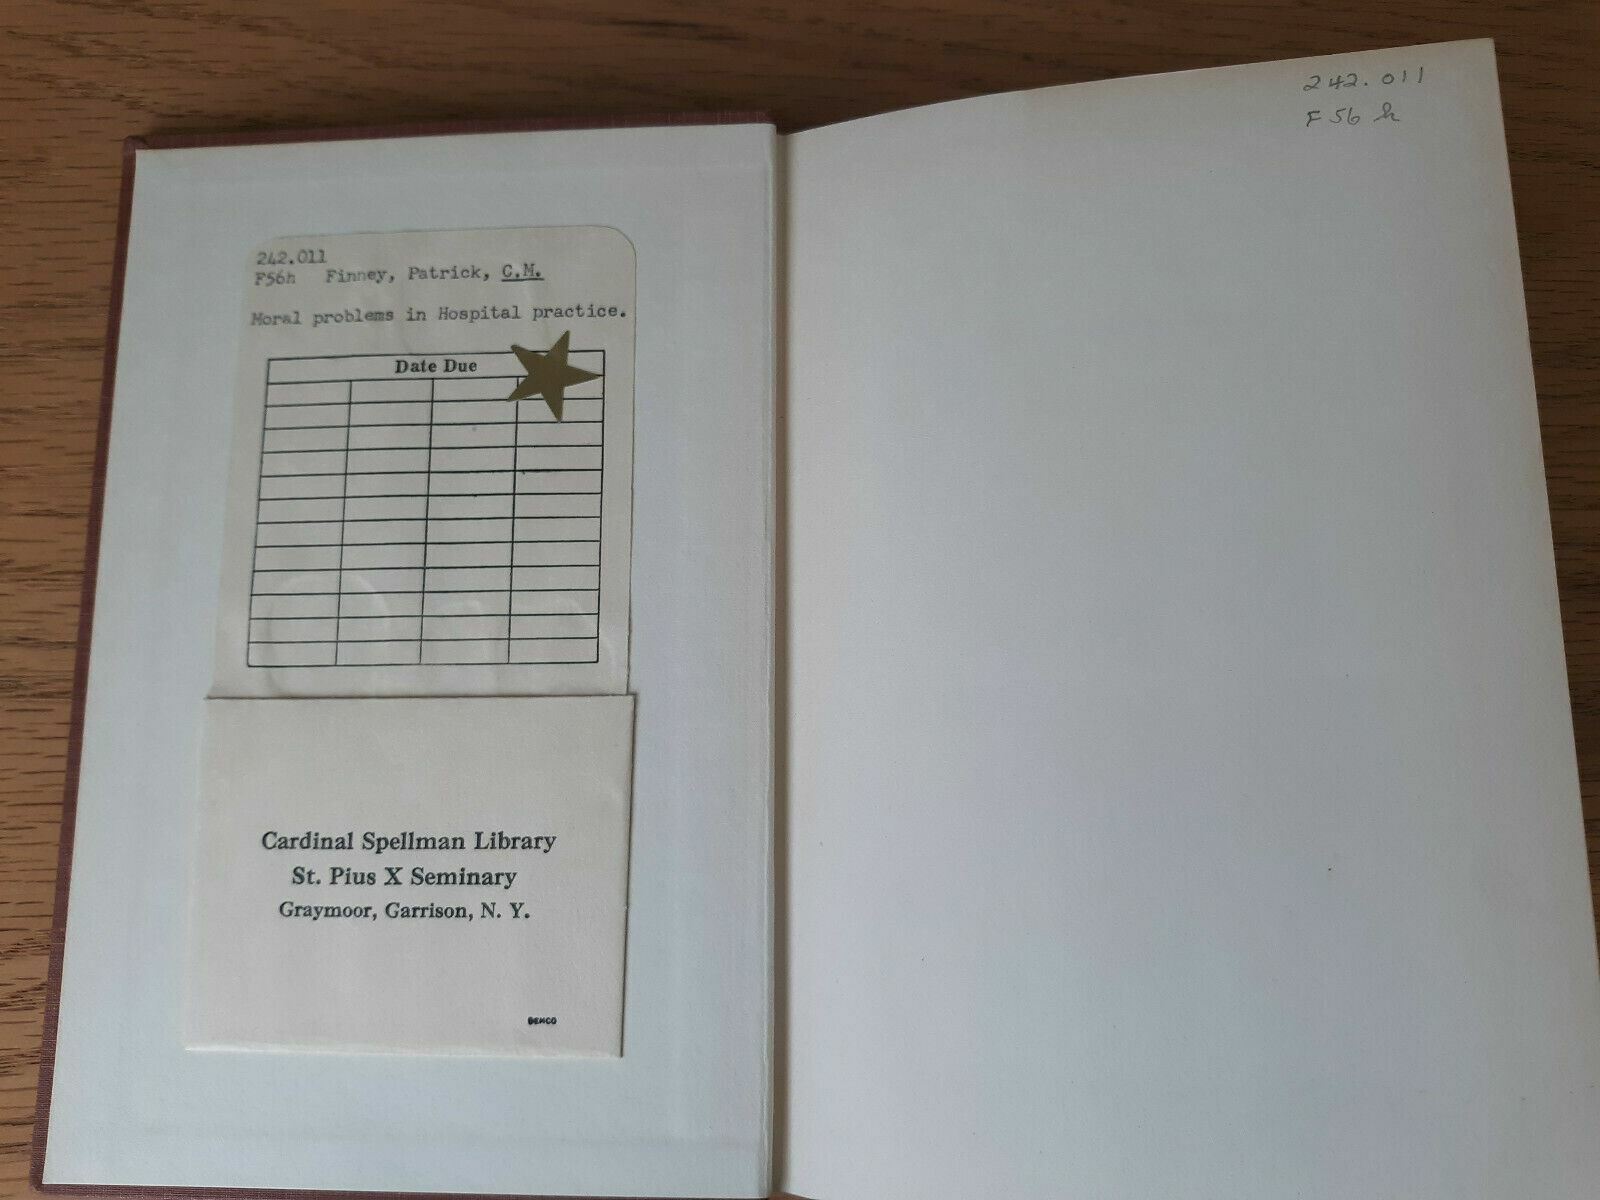 242.011
F56h Finney, Patrick, C.M.
Moral problems in Hospital practice.
Date Due
Cardinal Spellman Library
St. Pius X Seminary
Graymoor, Garrison, N. Y.
DEMCO
242.011
F 56 h